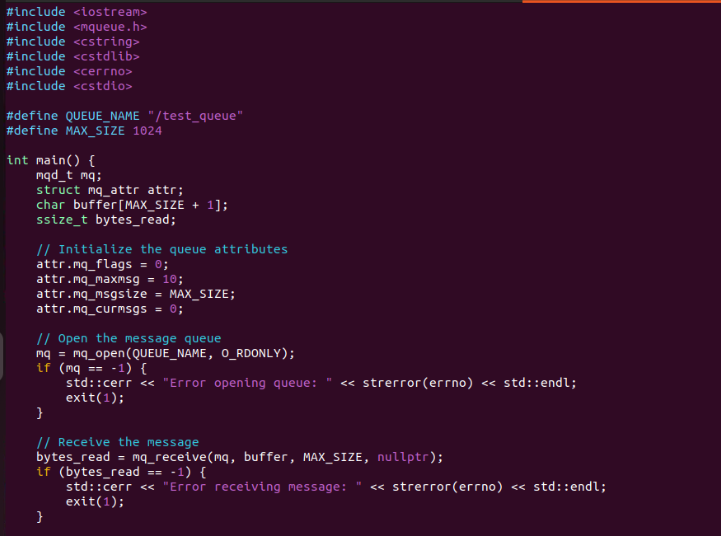 #include <iostream>
#include <mqueue.h>
#include <cstring>
#include <cstdlib>
#include <cerrno>
#include <cstdio>

#define QUEUE_NAME "/test_queue"
#define MAX_SIZE 1024

int main() {
    mqd_t mq;
    struct mq_attr attr;
    char buffer[MAX_SIZE + 1];
    ssize_t bytes_read;

    // Initialize the queue attributes
    attr.mq_flags = 0;
    attr.mq_maxmsg = 10;
    attr.mq_msgsize = MAX_SIZE;
    attr.mq_curmsgs = 0;

    // Open the message queue
    mq = mq_open(QUEUE_NAME, O_RDONLY);
    if (mq == -1) {
        std::cerr << "Error opening queue: " << strerror(errno) << std::endl;
        exit(1);
    }

    // Receive the message
    bytes_read = mq_receive(mq, buffer, MAX_SIZE, nullptr);
    if (bytes_read == -1) {
        std::cerr << "Error receiving message: " << strerror(errno) << std::endl;
        exit(1);
    }